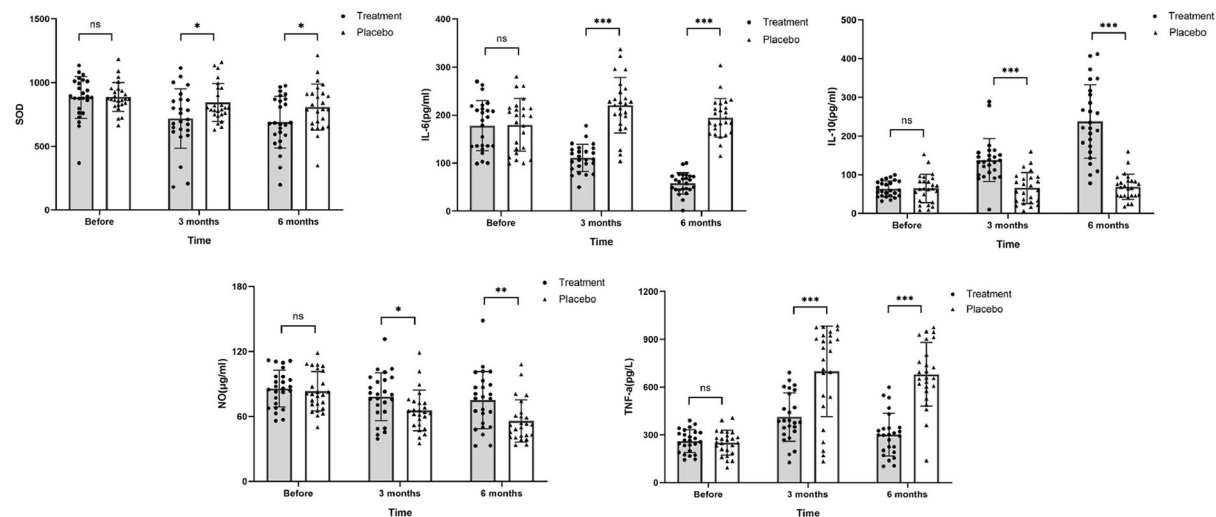 SOD
1500
1000
500
0
ns
*
*
Treatment
Placebo
Before
3 months
6 months
Time
IL-6(pg/ml)
400
300
200
100
0
ns
***
***
Treatment
Placebo
Before
3 months
6 months
Time
IL-10(pg/ml)
500
400
300
200
100
0
ns
***
***
Treatment
Placebo
Before
3 months
6 months
Time
NO(μg/ml)
180
120
60
0
ns
*
**
Treatment
Placebo
Before
3 months
6 months
Time
TNF-a(pg/L)
1200
900
600
300
0
ns
***
***
Treatment
Placebo
Before
3 months
6 months
Time